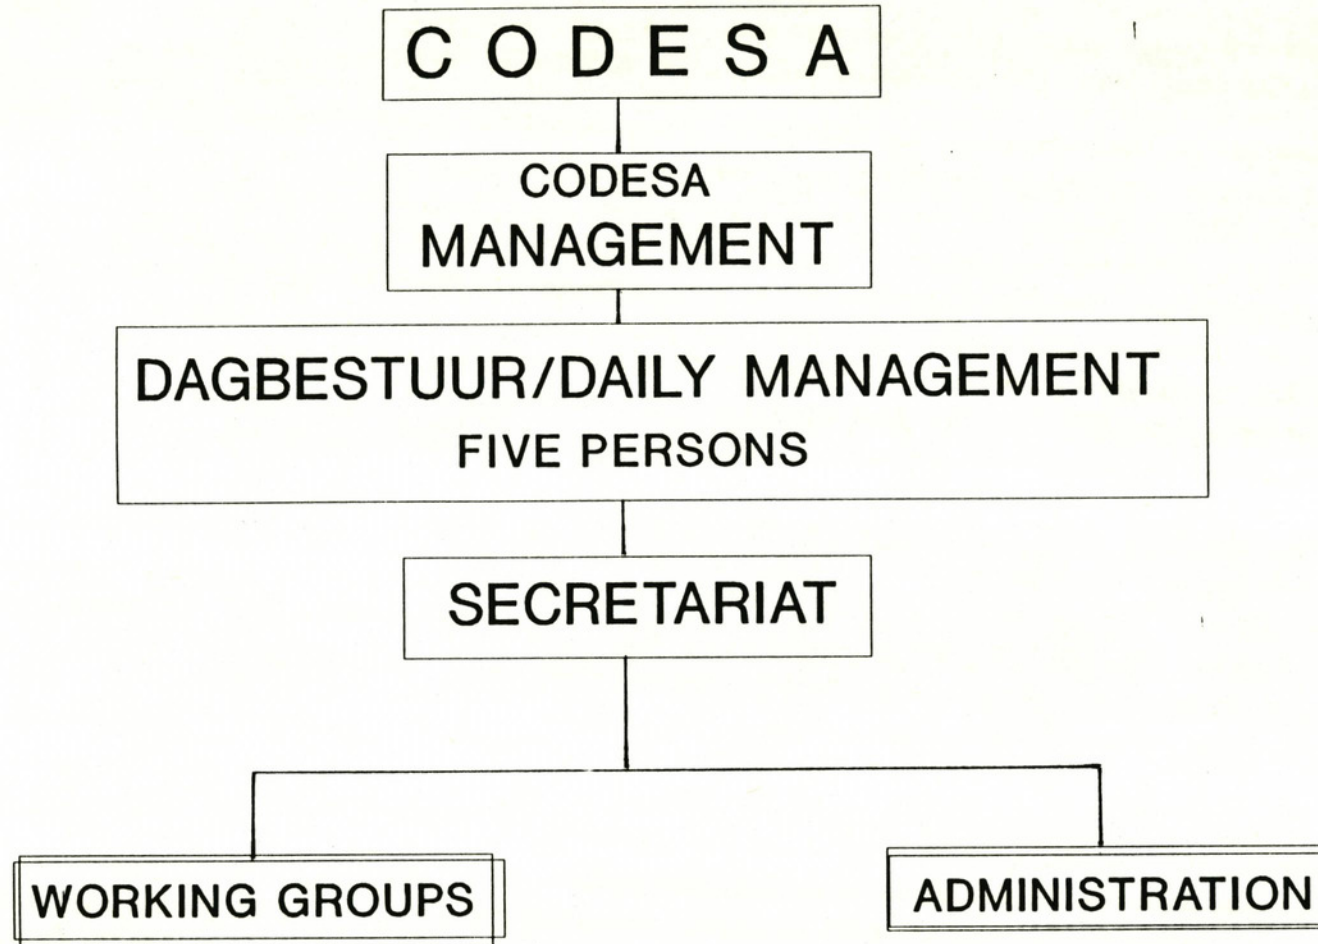 C O D E S A
CODESA
MANAGEMENT
DAGBESTUUR/DAILY MANAGEMENT
FIVE PERSONS
SECRETARIAT
WORKING GROUPS
ADMINISTRATION